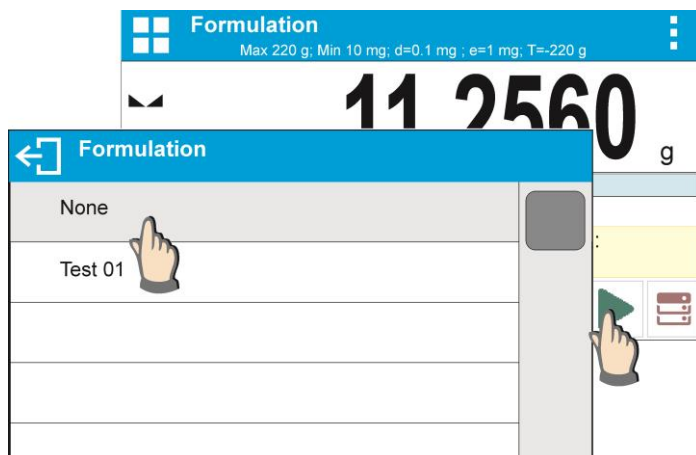 Formulation
Max 220 g; Min 10 mg; d=0.1 mg ; e=1 mg; T=-220 g
11.2560
g
Formulation
None
:
Test 01